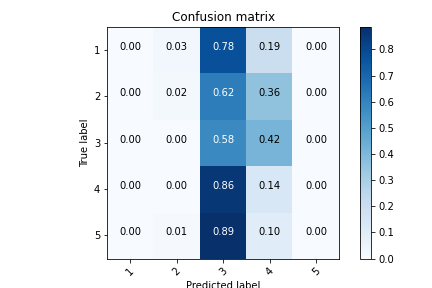 Confusion matrix
1 0.00 0.03 0.78 0.19 0.00
2 0.00 0.02 0.62 0.36 0.00
3 0.00 0.00 0.58 0.42 0.00
4 0.00 0.00 0.86 0.14 0.00
5 0.00 0.01 0.89 0.10 0.00
1 2 3 4 5
True label
Predicted label
0.8
0.7
0.6
0.5
0.4
0.3
0.2
0.1
0.0